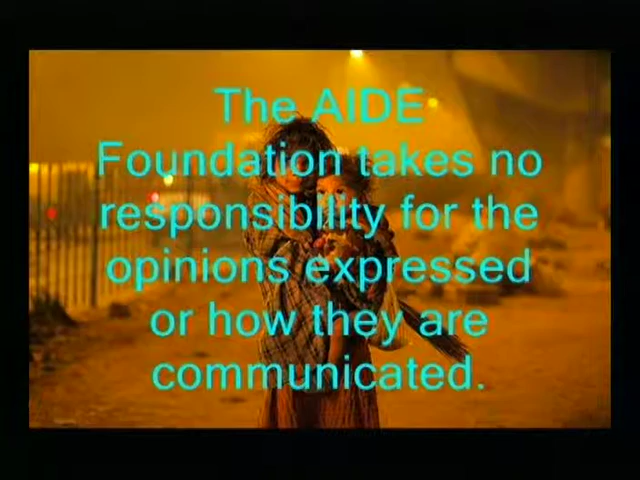 The AIDE
Foundation takes no
responsibility for the
opinions expressed
or how they are
communicated.